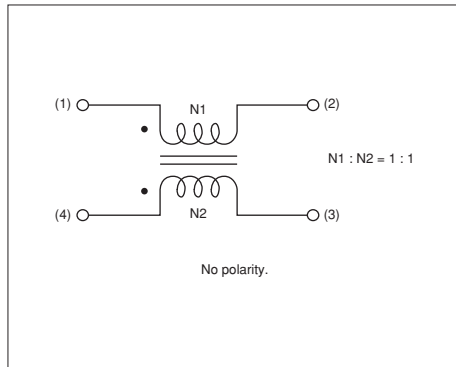 (1)
N1
(2)
N1 : N2 = 1 : 1
(4)
N2
(3)
No polarity.